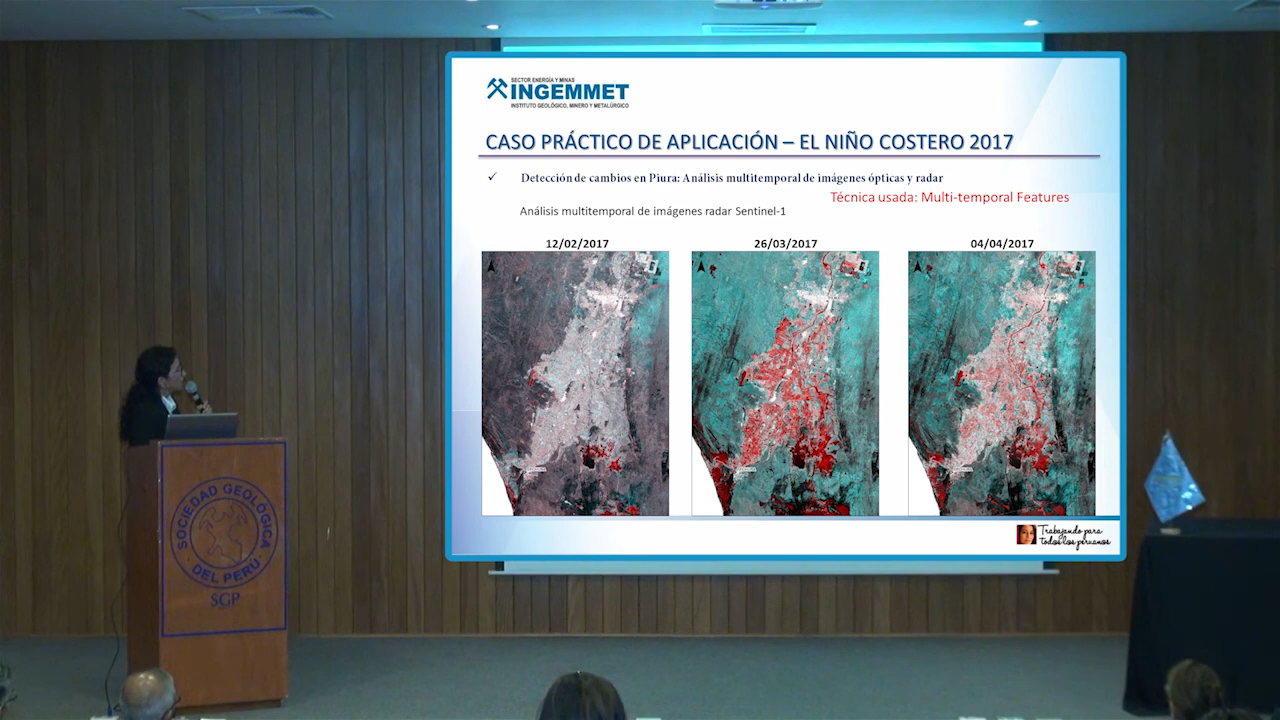 SECTOR ENERGÍA Y MINAS
INGEMMET
INSTITUTO GEOLÓGICO, MINERO Y METALÚRGICO
CASO PRÁCTICO DE APLICACIÓN – EL NIÑO COSTERO 2017
✓ Detección de cambios en Piura: Análisis multitemporal de imágenes ópticas y radar
Técnica usada: Multi-temporal Features
Análisis multitemporal de imágenes radar Sentinel-1
12/02/2017 26/03/2017 04/04/2017
Trabajando para
todos los peruanos
SOCIEDAD GEOLÓGICA
DEL PERÚ
SGP